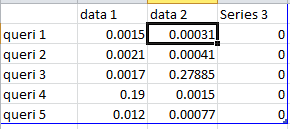 data 1 data 2 Series 3
queri 1 0.0015 0.00031 0
queri 2 0.0021 0.00041 0
queri 3 0.0017 0.27885 0
queri 4 0.19 0.0015 0
queri 5 0.012 0.00077 0